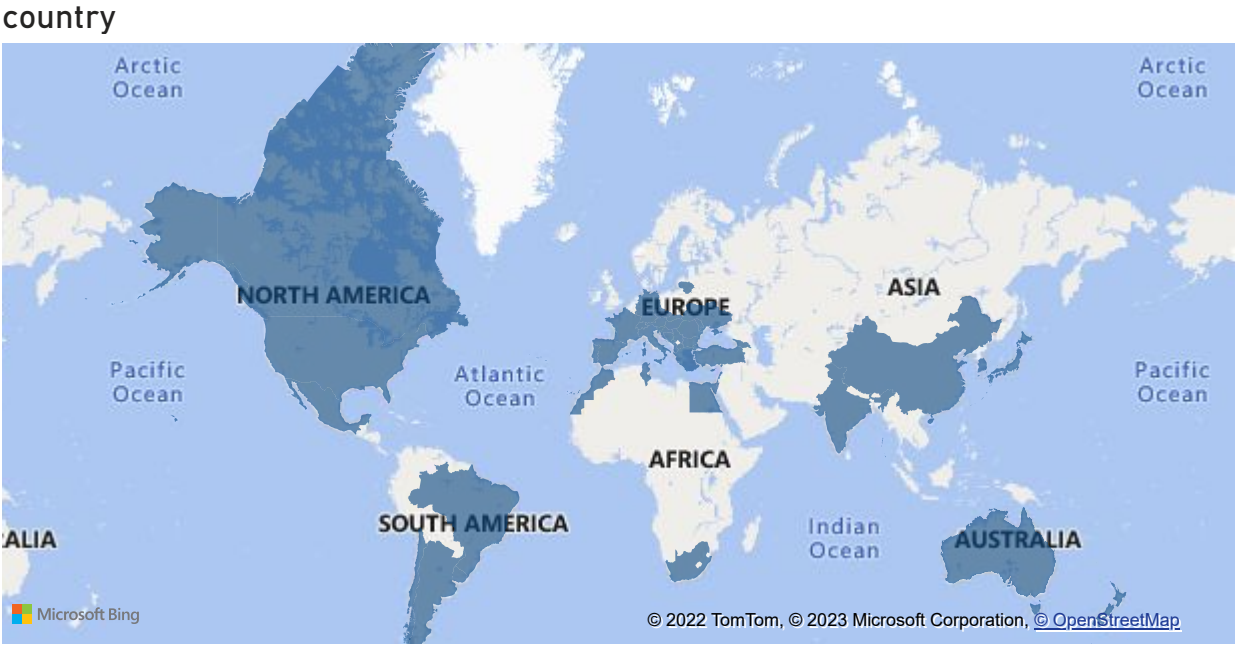 country
Arctic
Ocean
Arctic
Ocean
NORTH AMERICA
EUROPE
ASIA
Pacific
Ocean
Atlantic
Ocean
Pacific
Ocean
AFRICA
SOUTH AMERICA
Indian
Ocean
ALIA
AUSTRALIA
Microsoft Bing
© 2022 TomTom, © 2023 Microsoft Corporation, © OpenStreetMap